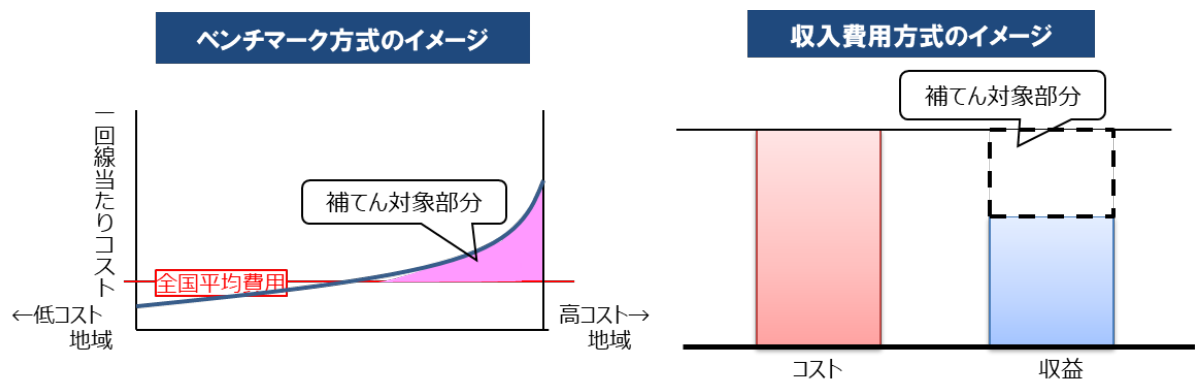 ベンチマーク方式のイメージ
一回線当たりコスト
補てん対象部分
全国平均費用
←低コスト
地域
高コスト→
地域
収入費用方式のイメージ
補てん対象部分
コスト
収益